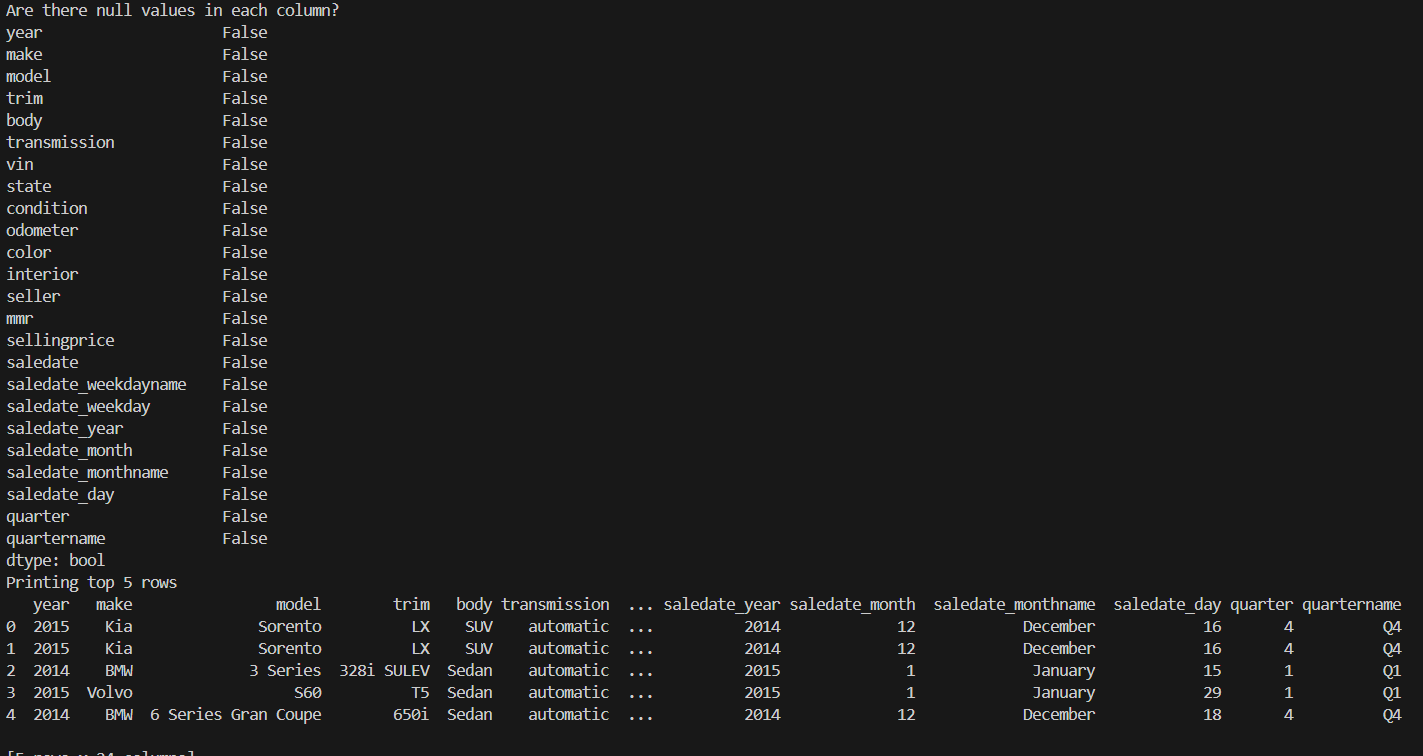 Are there null values in each column?
year                    False
make                    False
model                   False
trim                    False
body                    False
transmission            False
vin                     False
state                   False
condition               False
odometer                False
color                   False
interior                False
seller                  False
mmr                     False
sellingprice            False
saledate                False
saledate_weekdayname    False
saledate_weekday        False
saledate_year           False
saledate_month          False
saledate_monthname      False
saledate_day            False
quarter                 False
quartername             False
dtype: bool
Printing top 5 rows
   year   make                model        trim   body transmission  ... saledate_year saledate_month  saledate_monthname  saledate_day quarter quartername
0  2015    Kia              Sorento          LX    SUV    automatic  ...          2014             12            December            16       4          Q4
1  2015    Kia              Sorento          LX    SUV    automatic  ...          2014             12            December            16       4          Q4
2  2014    BMW             3 Series  328i SULEV  Sedan    automatic  ...          2015              1             January            15       1          Q1
3  2015  Volvo                  S60          T5  Sedan    automatic  ...          2015              1             January            29       1          Q1
4  2014    BMW  6 Series Gran Coupe        650i  Sedan    automatic  ...          2014             12            December            18       4          Q4
[5 rows x 24 columns]